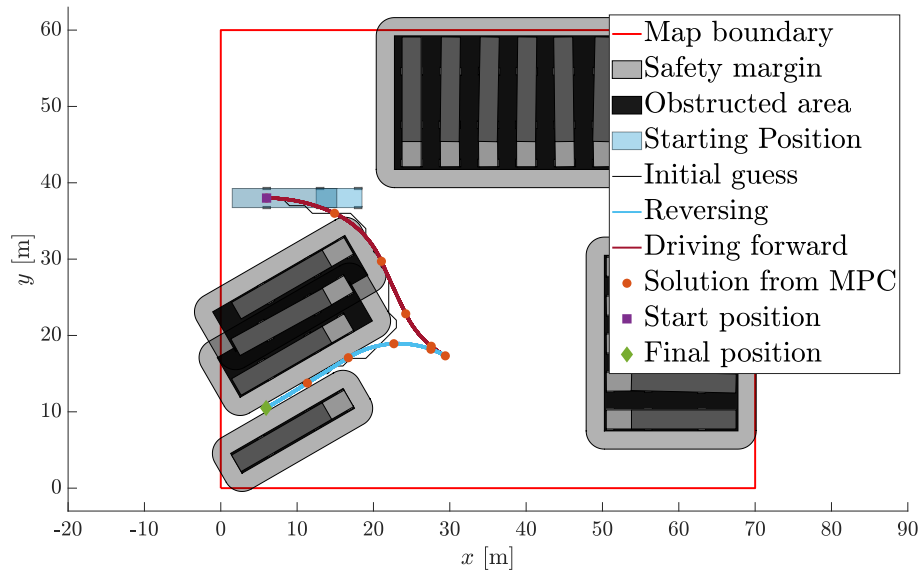 60
50
40
30
20
10
0
y [m]
-20
-10
0
10
20
30
40
50
60
70
80
90
x [m]
Map boundary
Safety margin
Obstructed area
Starting Position
Initial guess
Reversing
Driving forward
Solution from MPC
Start position
Final position